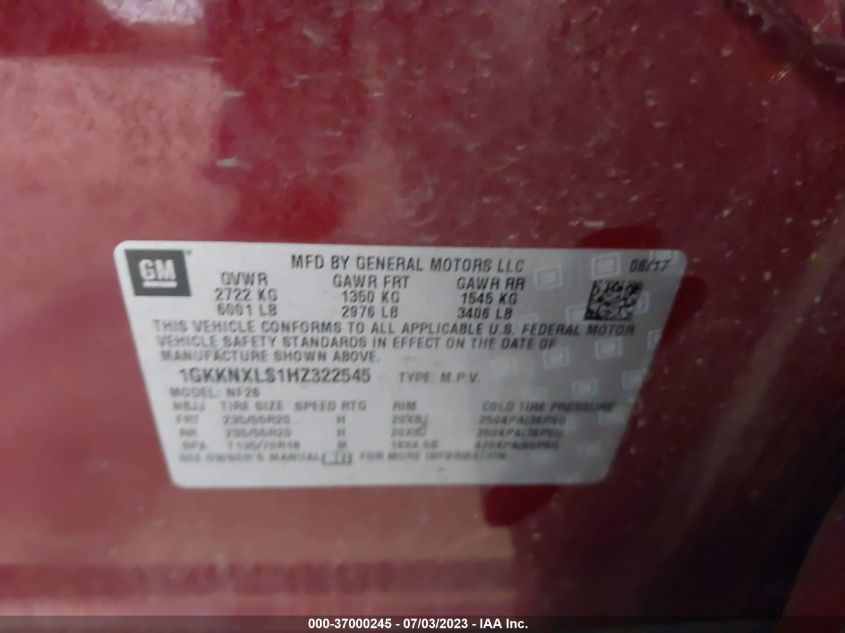 GM
MFD BY GENERAL MOTORS LLC 06/17
GVWR GAWR FRT GAWR RR
2722 KG 1350 KG 1545 KG
6001 LB 2976 LB 3406 LB
THIS VEHICLE CONFORMS TO ALL APPLICABLE U.S. FEDERAL MOTOR
VEHICLE SAFETY STANDARDS IN EFFECT ON THE DATE OF
MANUFACTURE SHOWN ABOVE.
1GKKNXLS1HZ322545 TYPE: M.P.V.
MODEL: NF26
TIRE SIZE SPEED RTG RIM COLD TIRE PRESSURE
FRT 235/55R20 H
RR 235/55R20 H
SPA T135/70R18 M 18X4.5B
SEE OWNER'S MANUAL FOR MORE INFORMATION
000-37000245 / 07/03/2023 - © IAA Inc.